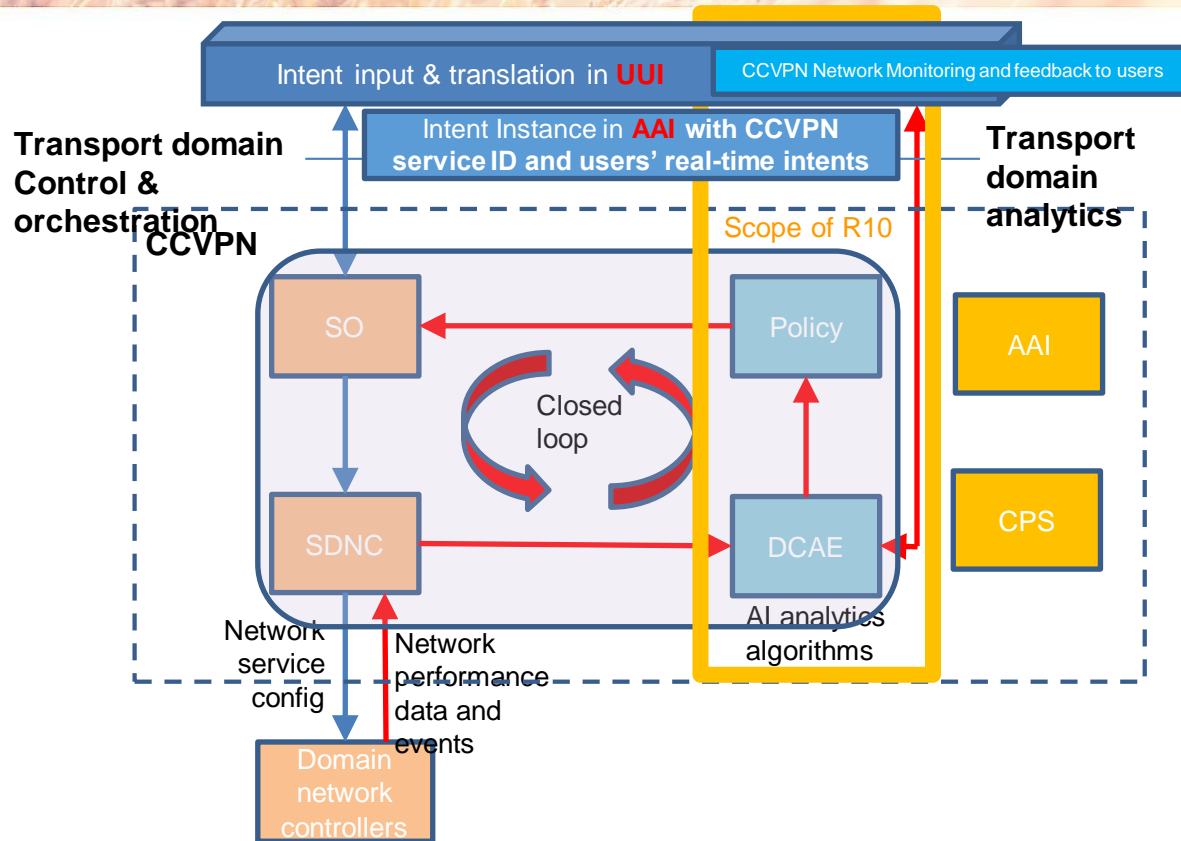 Intent input & translation in UUI
CCVPN Network Monitoring and feedback to users
Intent Instance in AAI with CCVPN
service ID and users' real-time intents
Transport domain
Control &
orchestration
Transport
domain
analytics
CCVPN
Scope of R10
SO
Policy
AAI
Closed
loop
SDNC
DCAE
CPS
AI analytics
algorithms
Network
service
config
Network
performance
data and
events
Domain
network
controllers